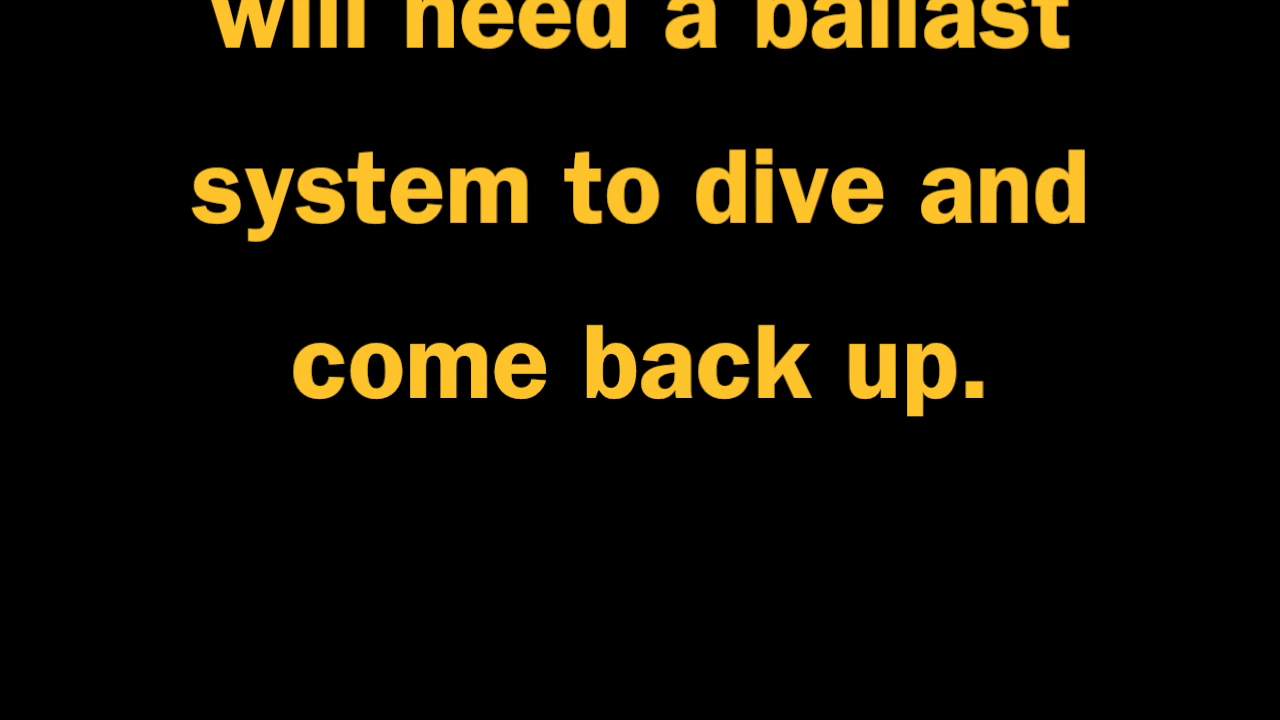 will need a ballast
system to dive and
come back up.